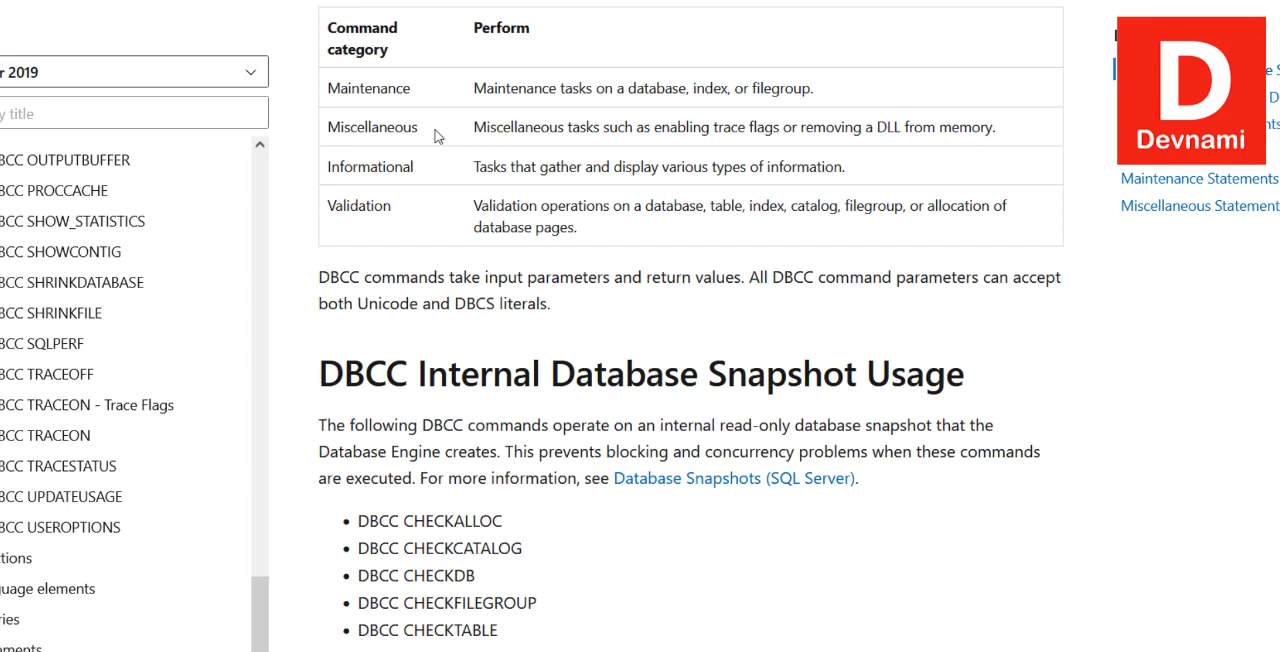 r 2019
y title
BCC OUTPUTBUFFER
BCC PROCCACHE
BCC SHOW_STATISTICS
BCC SHOWCONTIG
BCC SHRINKDATABASE
BCC SHRINKFILE
BCC SQLPERF
BCC TRACEOFF
BCC TRACEON - Trace Flags
BCC TRACEON
BCC TRACESTATUS
BCC UPDATEUSAGE
BCC USEROPTIONS
tions
guage elements
ries
ements
Command category Perform
Maintenance Maintenance tasks on a database, index, or filegroup.
Miscellaneous Miscellaneous tasks such as enabling trace flags or removing a DLL from memory.
Informational Tasks that gather and display various types of information.
Validation Validation operations on a database, table, index, catalog, filegroup, or allocation of
database pages.
DBCC commands take input parameters and return values. All DBCC command parameters can accept
both Unicode and DBCS literals.
DBCC Internal Database Snapshot Usage
The following DBCC commands operate on an internal read-only database snapshot that the
Database Engine creates. This prevents blocking and concurrency problems when these commands
are executed. For more information, see Database Snapshots (SQL Server).
DBCC CHECKALLOC
DBCC CHECKCATALOG
DBCC CHECKDB
DBCC CHECKFILEGROUP
DBCC CHECKTABLE
D
Devnami
e S
D
nts
Maintenance Statements
Miscellaneous Statement